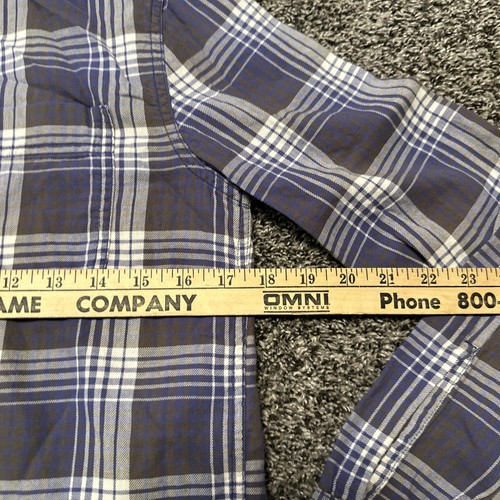 12 13 14 15 16 17 18 19 20 21 22 23
AME COMPANY OMNI Phone 800-
WINDOW SYSTEMS